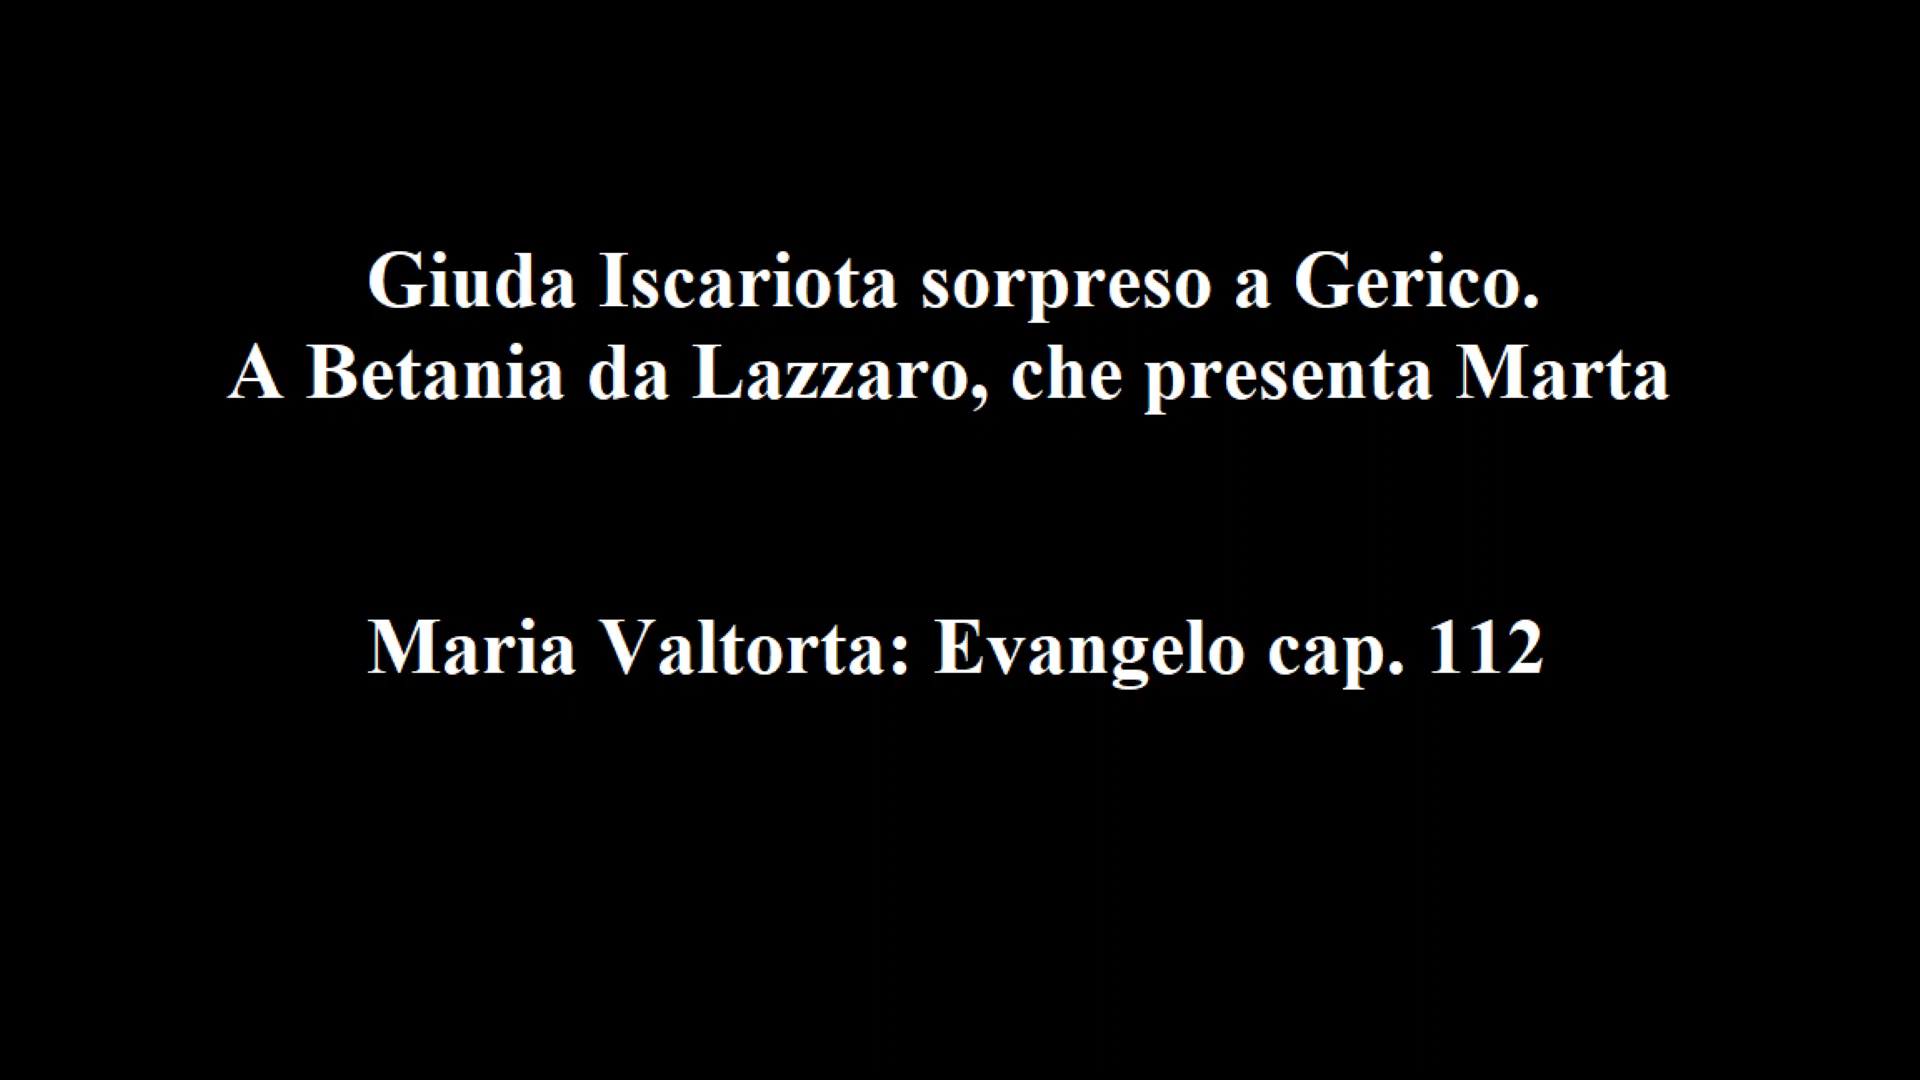 Giuda Iscariota sorpreso a Gerico.
A Betania da Lazzaro, che presenta Marta
Maria Valtorta: Evangelo cap. 112